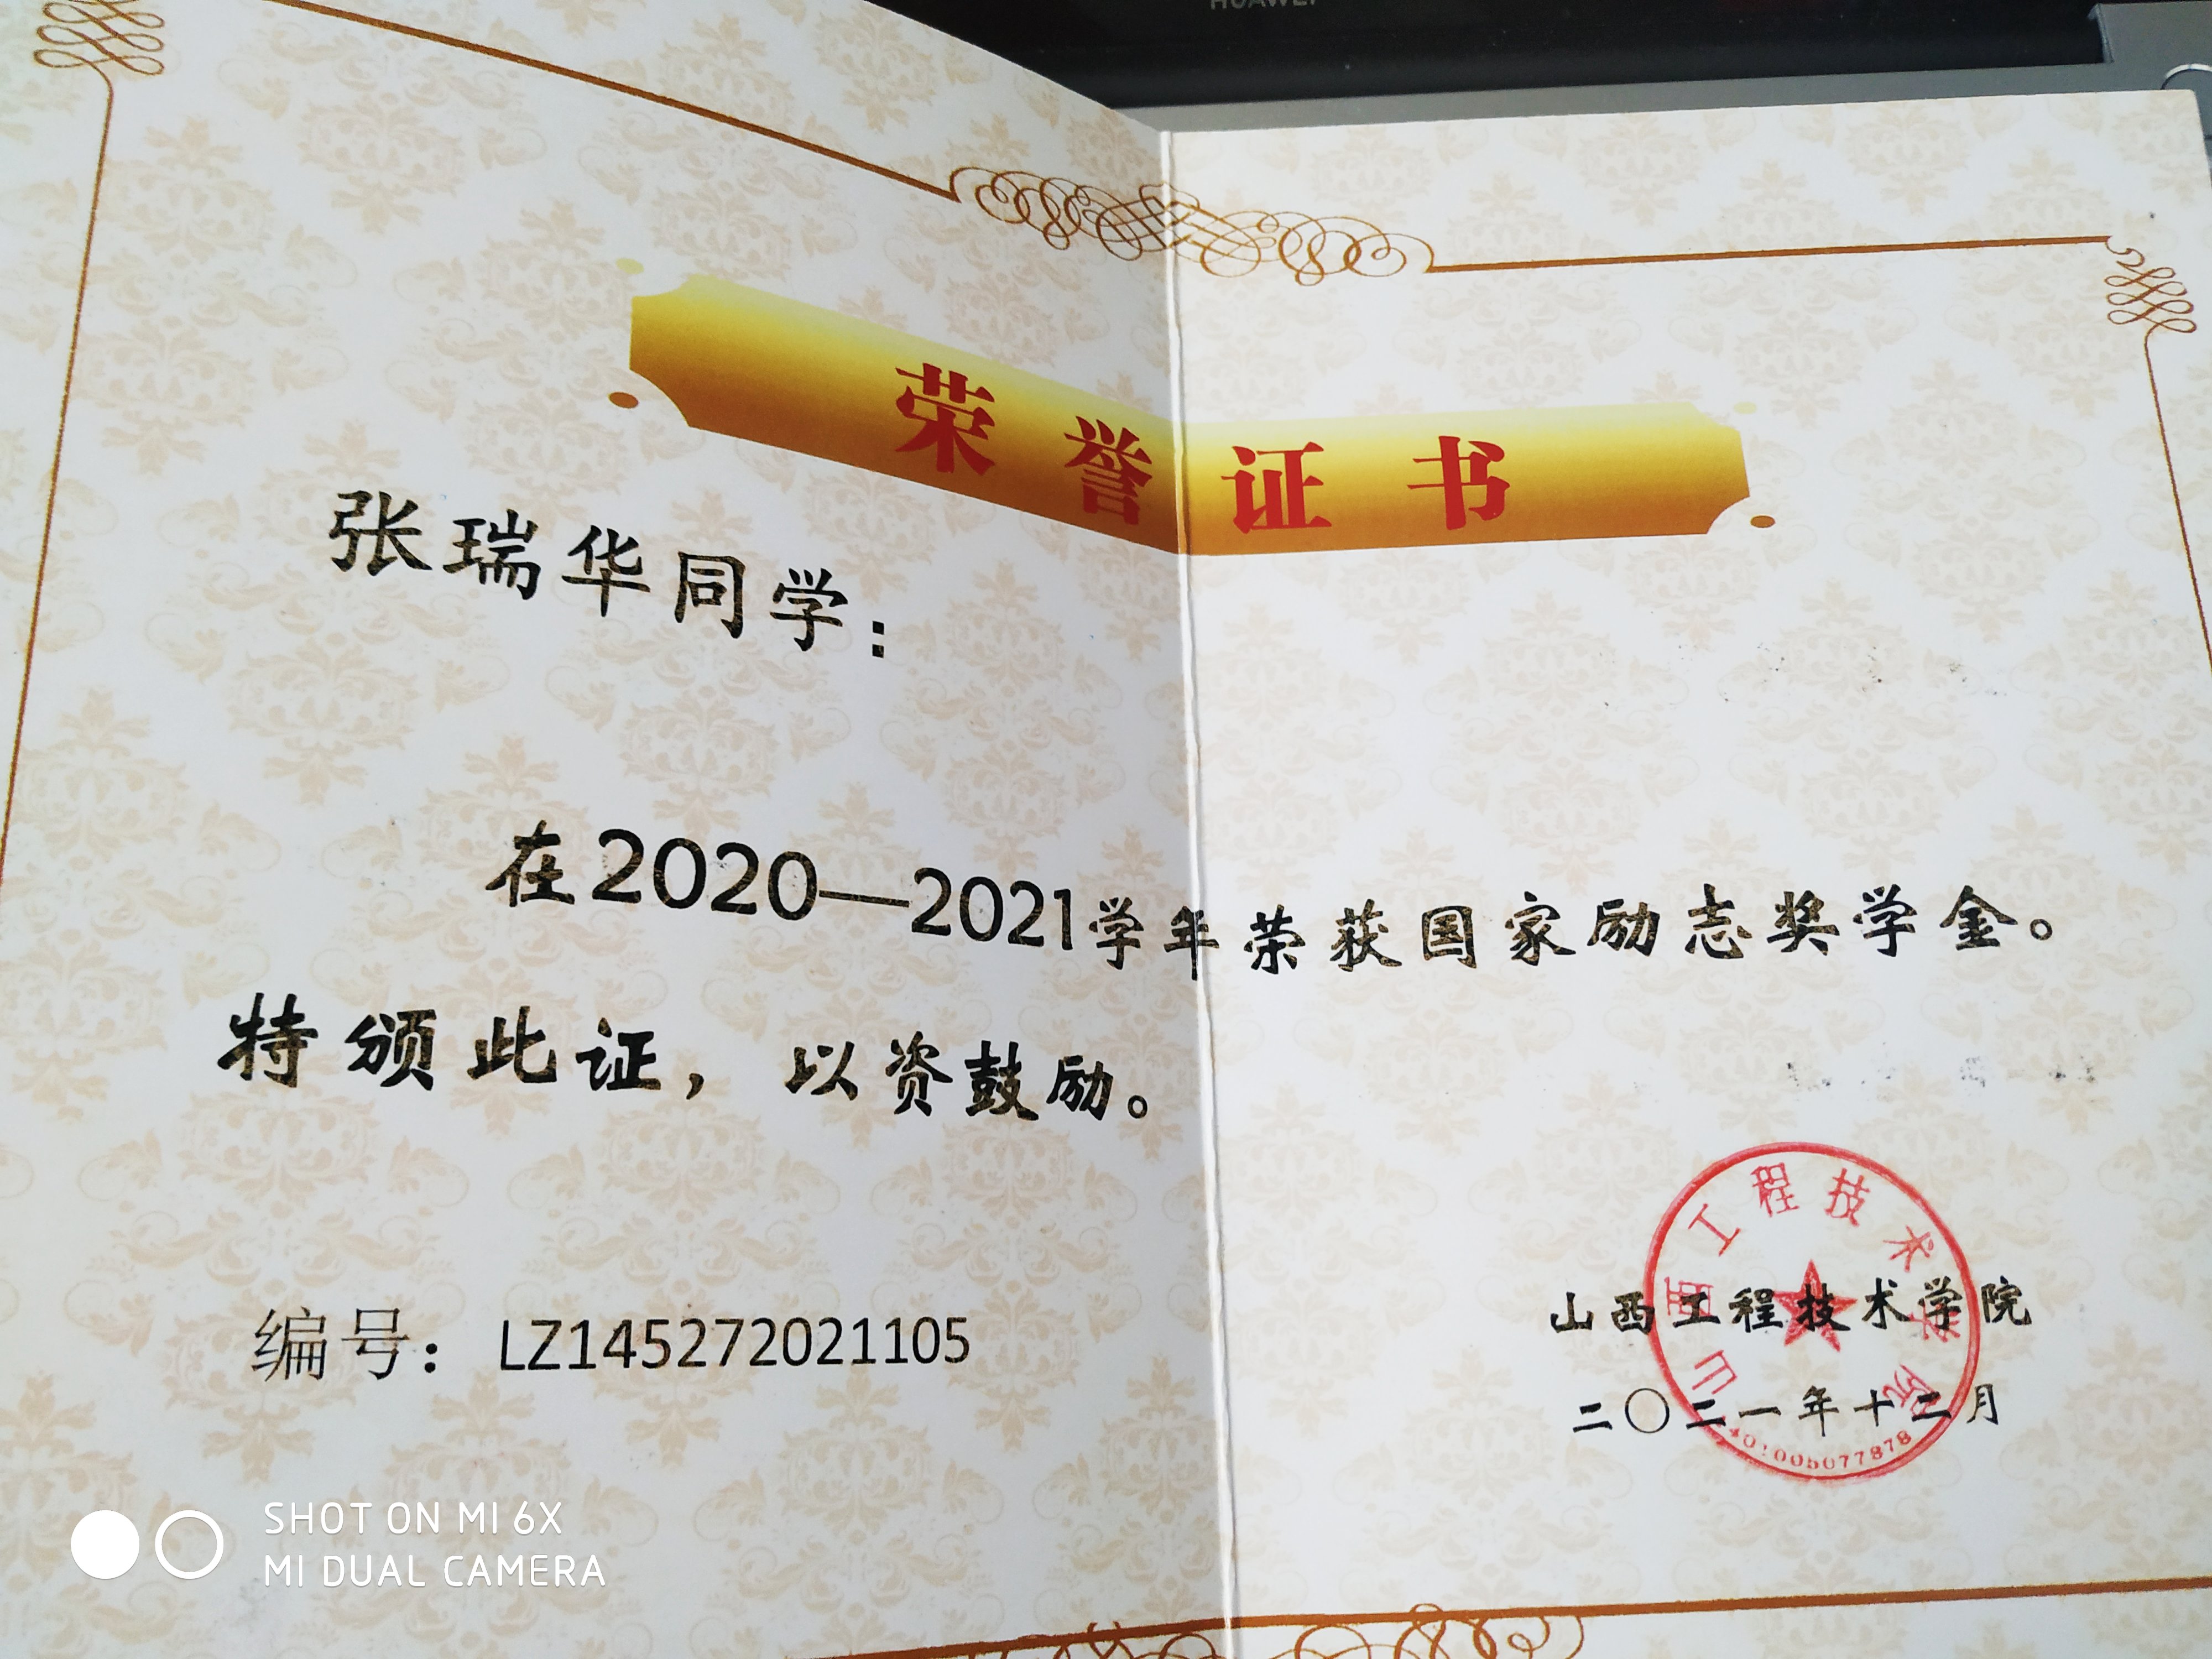 HUAWEI
荣誉证书
张瑞华同学：
在2020—2021学年荣获国家励志奖学金。
特颁此证，以资鼓励。
编号：LZ145272021105
山西工程技术学院
二〇二一年十二月
山西工程技术学院
SHOT ON MI 6X
MI DUAL CAMERA